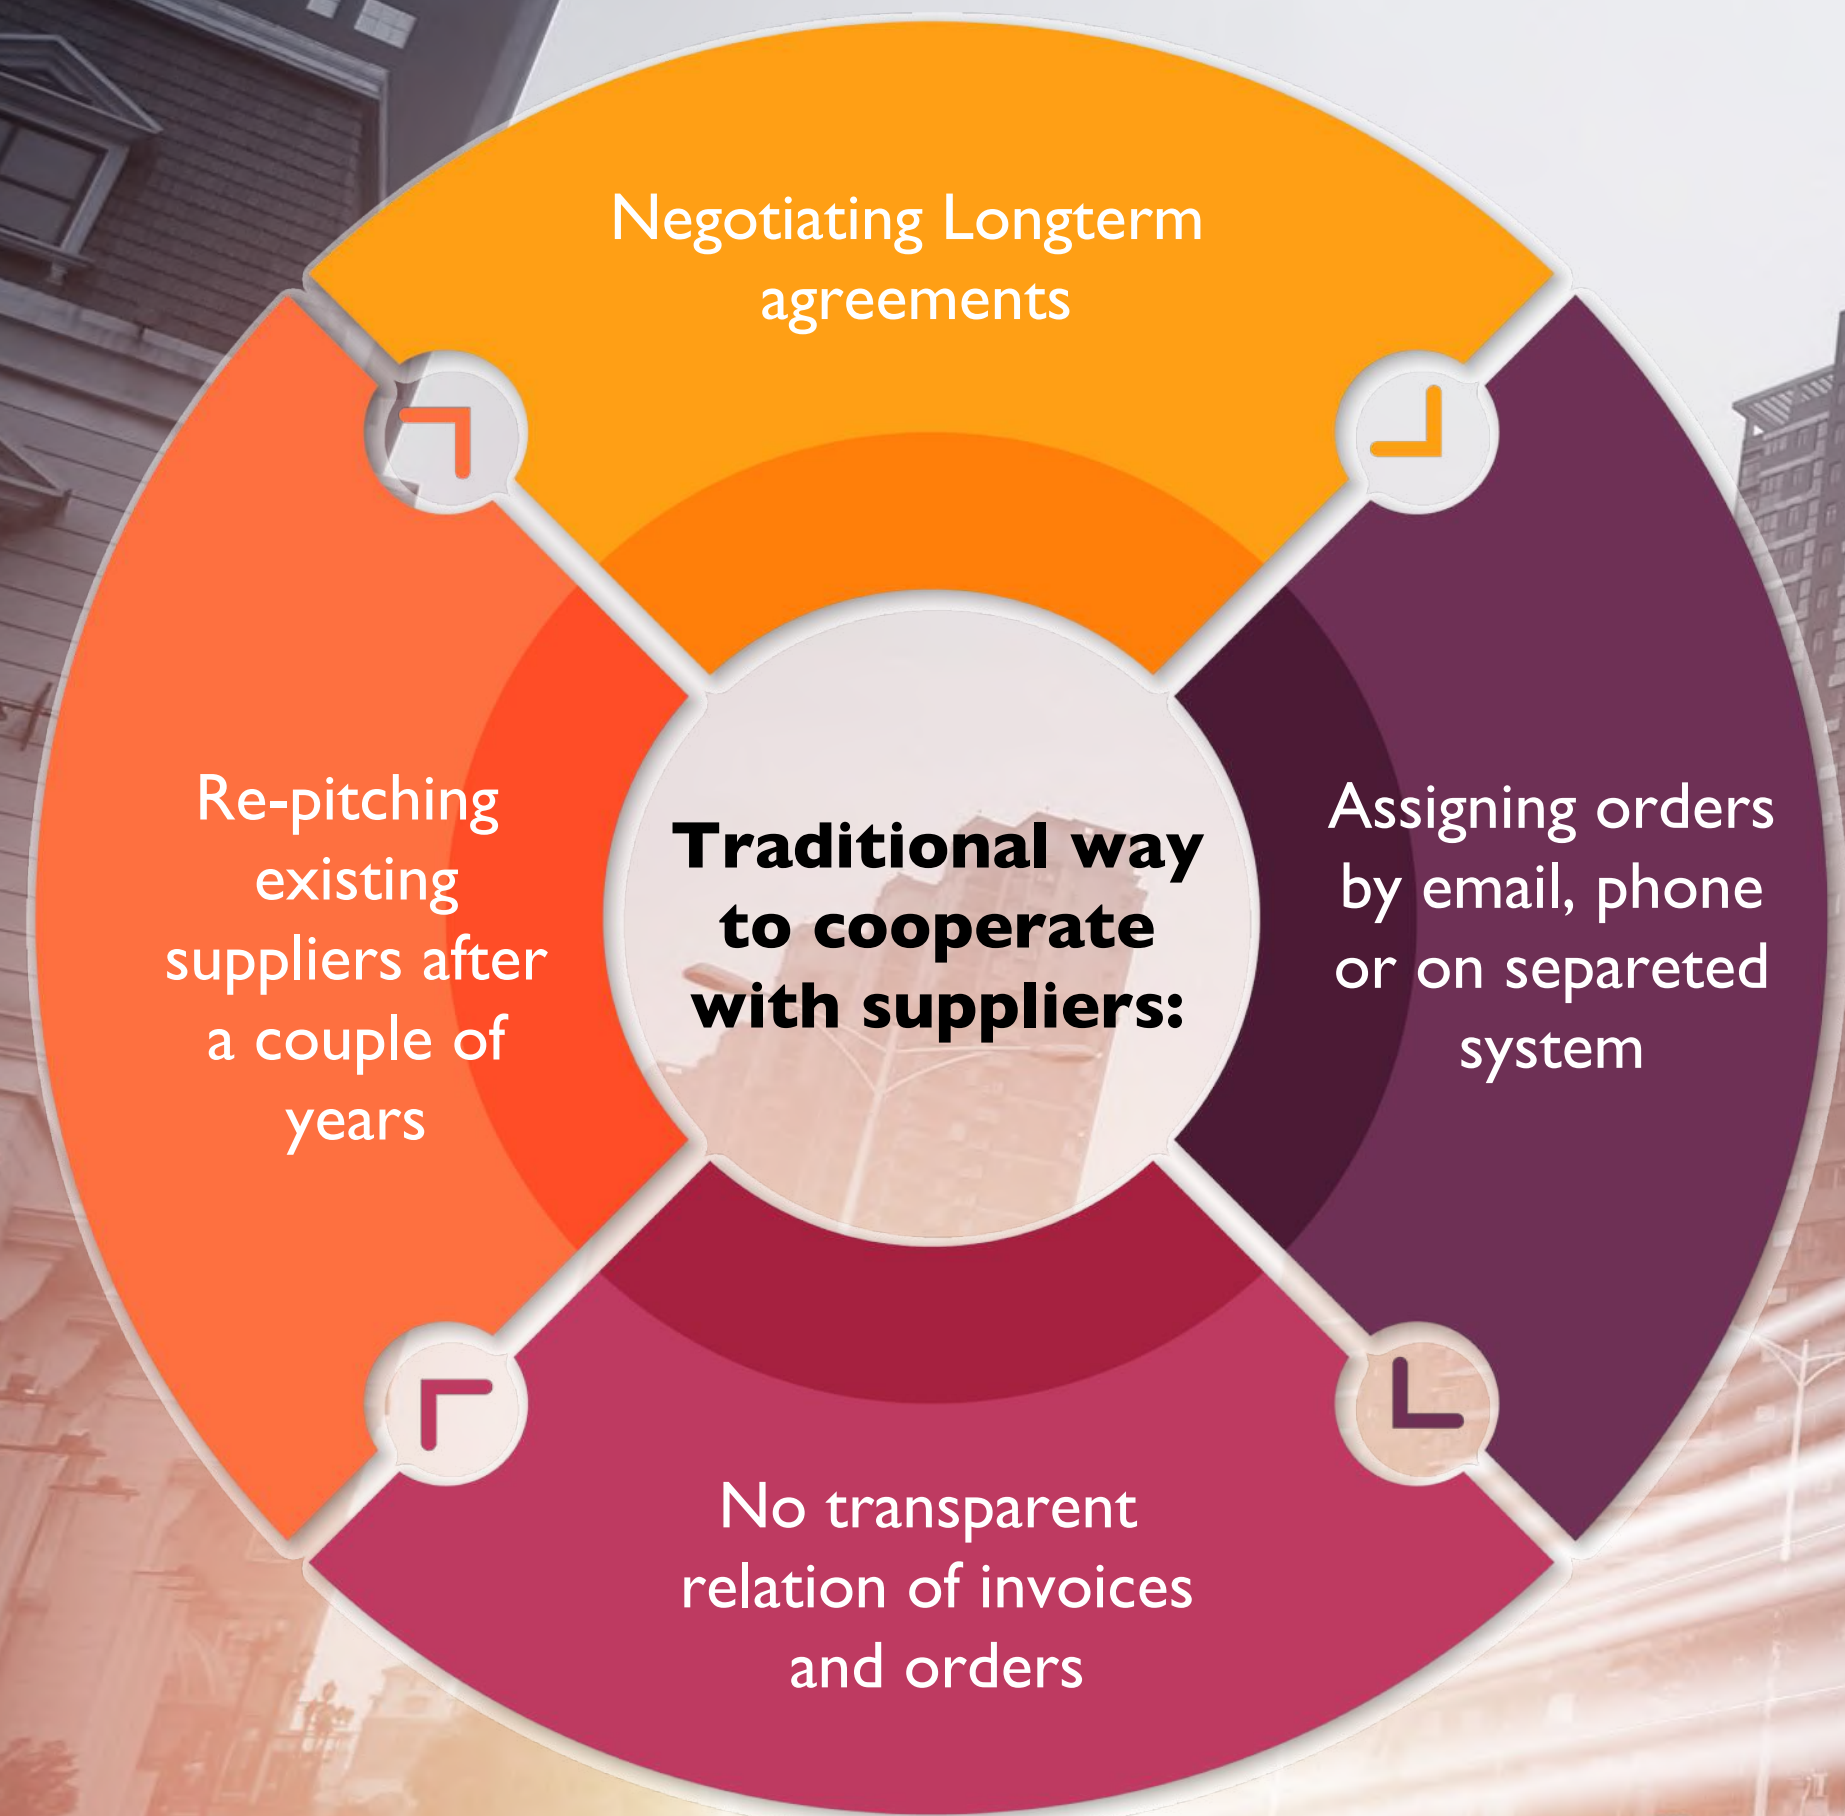 Negotiating Longterm
agreements
Assigning orders
by email, phone
or on separeted
system
No transparent
relation of invoices
and orders
Re-pitching
existing
suppliers after
a couple of
years
Traditional way
to cooperate
with suppliers: